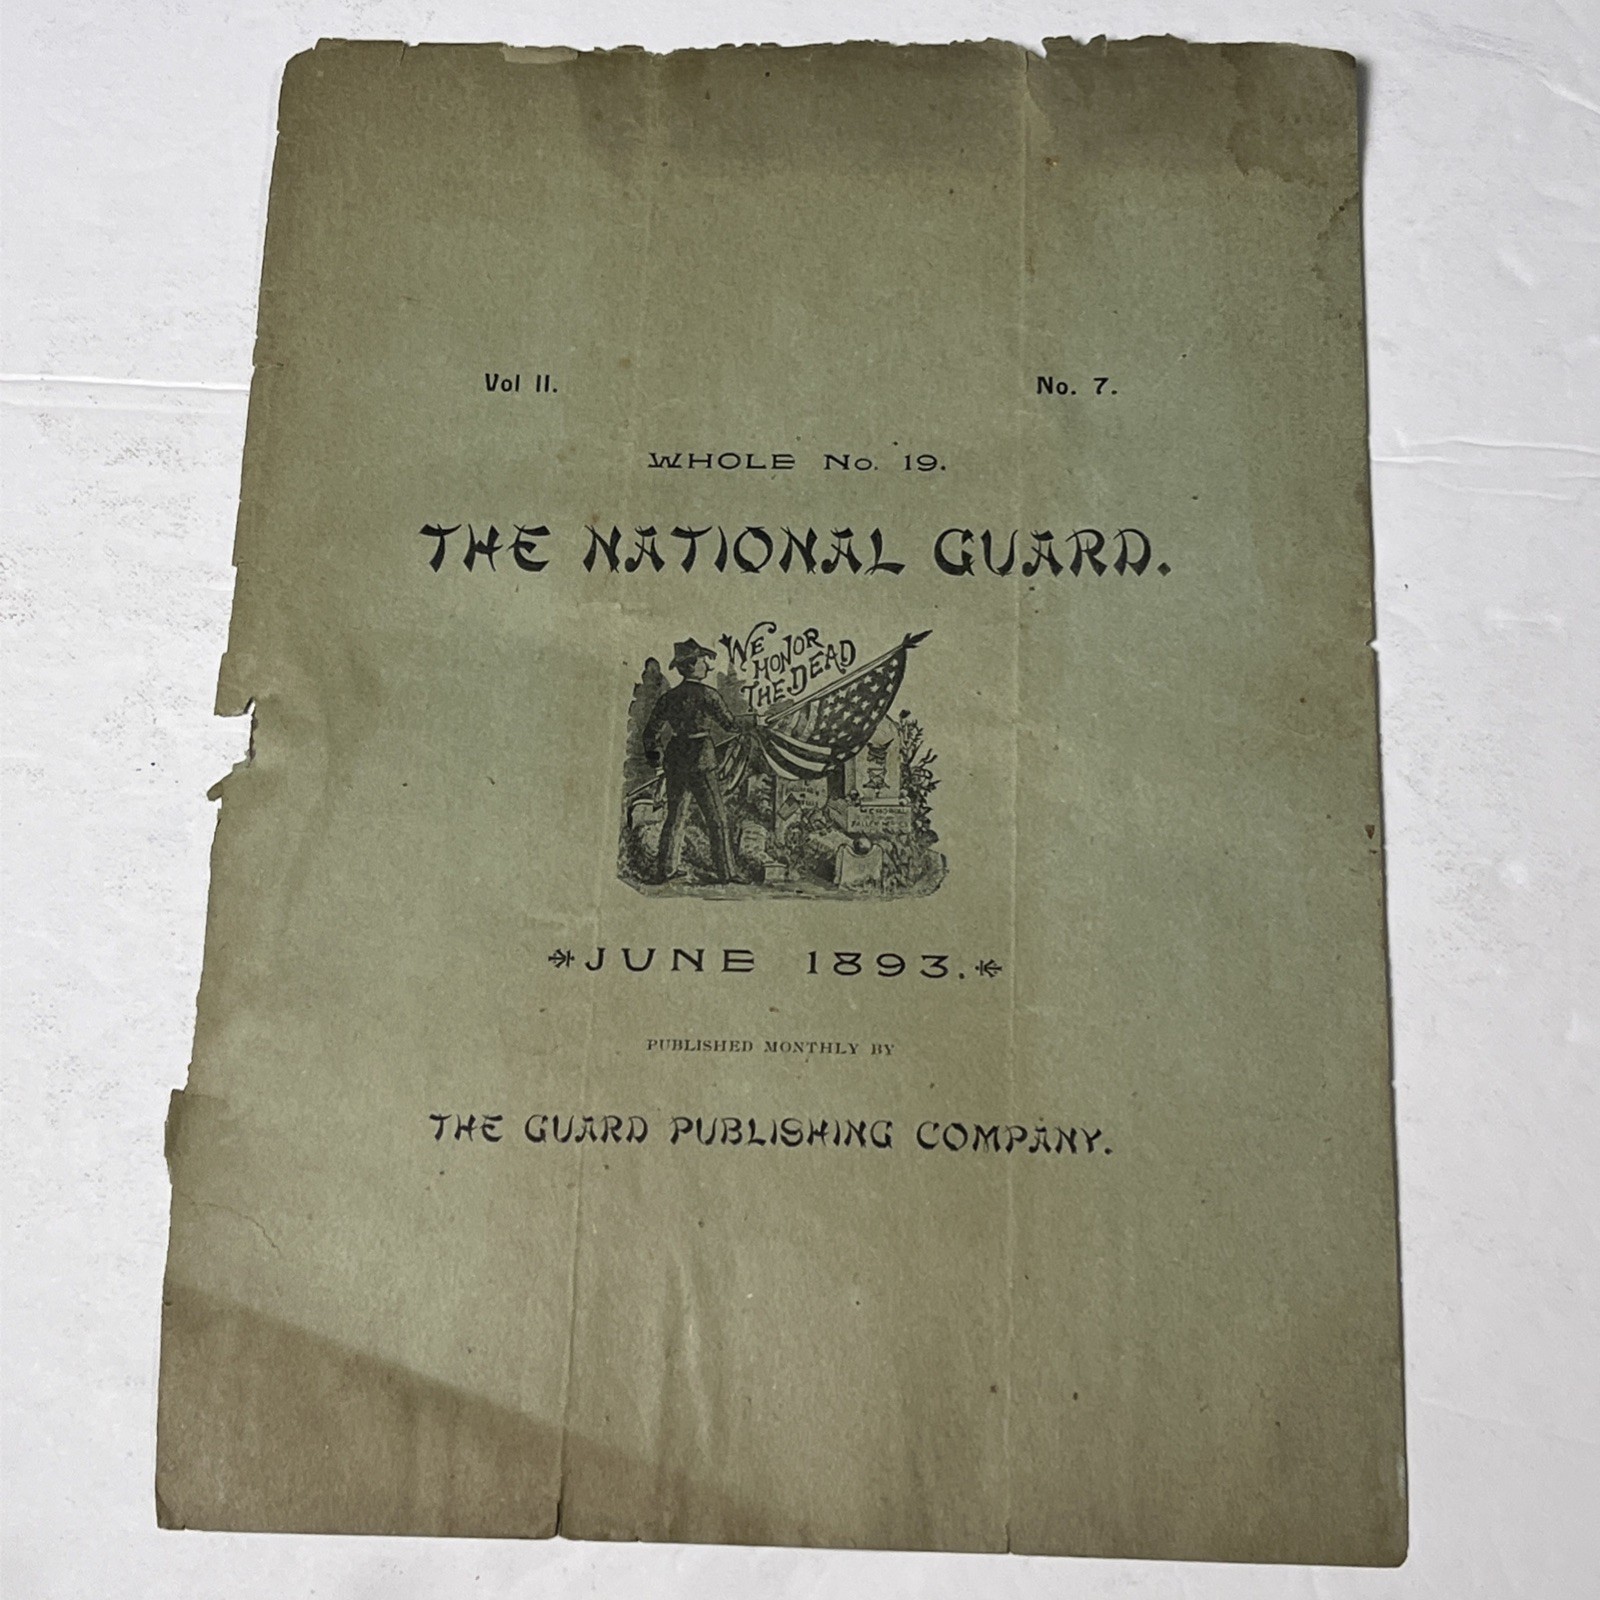 Vol II. No. 7.
WHOLE No. 19.
THE NATIONAL GUARD.
WE
HONOR
THE DEAD
MEMORIAL
JUNE 1893.
PUBLISHED MONTHLY BY
THE GUARD PUBLISHING COMPANY.